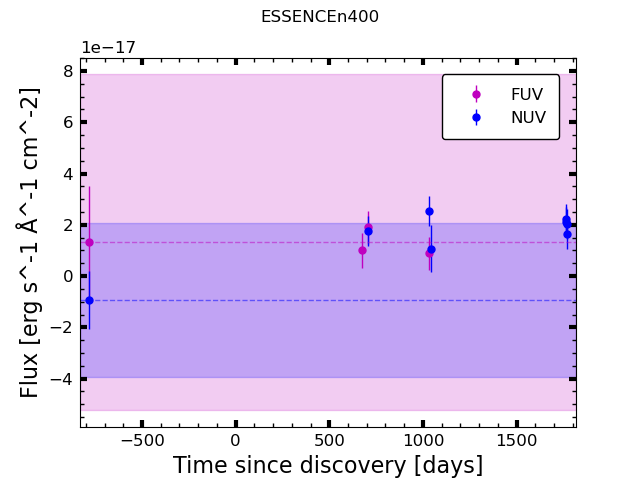 ESSENCEn400
1e−17
FUV
NUV
8
6
4
2
0
−2
−4
Flux [erg s^-1 Å^-1 cm^-2]
−500
0
500
1000
1500
Time since discovery [days]